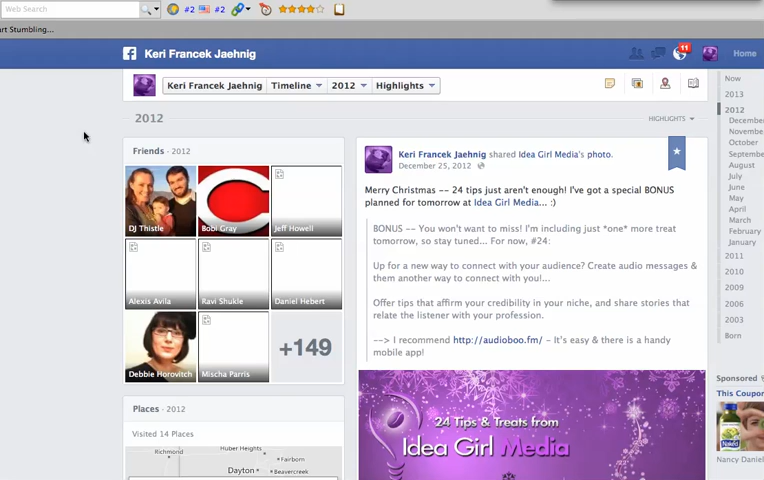 Web Search
#2
#2
art Stumbling...
Keri Francek Jaehnig
11
Home
Keri Francek Jaehnig
Timeline
2012
Highlights
2012
HIGHLIGHTS
Friends · 2012
DJ Thistle
Bobi Gray
Jeff Howell
Alexis Avila
Ravi Shukle
Daniel Hebert
Debbie Horovitch
Mischa Parris
+149
Places · 2012
Visited 14 Places
Richmond
Huber Heights
Fairborn
Dayton
Beavercreek
Keri Francek Jaehnig shared Idea Girl Media's photo.
December 25, 2012
Merry Christmas -- 24 tips just aren't enough! I've got a special BONUS
planned for tomorrow at Idea Girl Media... :)
BONUS -- You won't want to miss! I'm including just *one* more treat
tomorrow, so stay tuned... For now, #24:
Up for a new way to connect with your audience? Create audio messages &
them another way to connect with you!...
Offer tips that affirm your credibility in your niche, and share stories that
relate the listener with your profession.
--> I recommend http://audioboo.fm/ - It's easy & there is a handy
mobile app!
24 Tips & Treats from
Idea Girl Media
Now
2013
2012
Decembe
Novembe
October
Septembe
August
July
June
May
April
March
February
January
2011
2010
2009
2006
2003
Born
Sponsored
This Coupon
Naked
Nancy Daniel